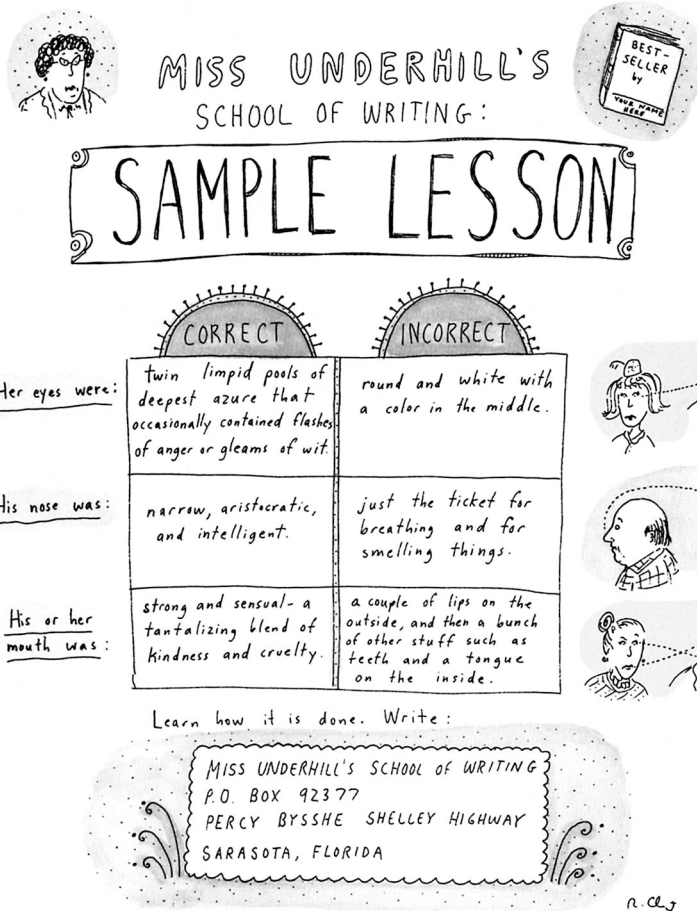 MISS UNDERHILL'S
SCHOOL OF WRITING:
BEST-
SELLER
by
YOUR NAME
HERE
SAMPLE LESSON
CORRECT
INCORRECT
Her eyes were:
twin limpid pools of
deepest azure that
occasionally contained flashes
of anger or gleams of wit.
round and white with
a color in the middle.
His nose was:
narrow, aristocratic,
and intelligent.
just the ticket for
breathing and for
smelling things.
His or her
mouth was:
strong and sensual - a
tantalizing blend of
kindness and cruelty.
a couple of lips on the
outside, and then a bunch
of other stuff such as
teeth and a tongue
on the inside.
Learn how it is done. Write:
MISS UNDERHILL'S SCHOOL OF WRITING
P.O. BOX 92377
PERCY BYSSHE SHELLEY HIGHWAY
SARASOTA, FLORIDA